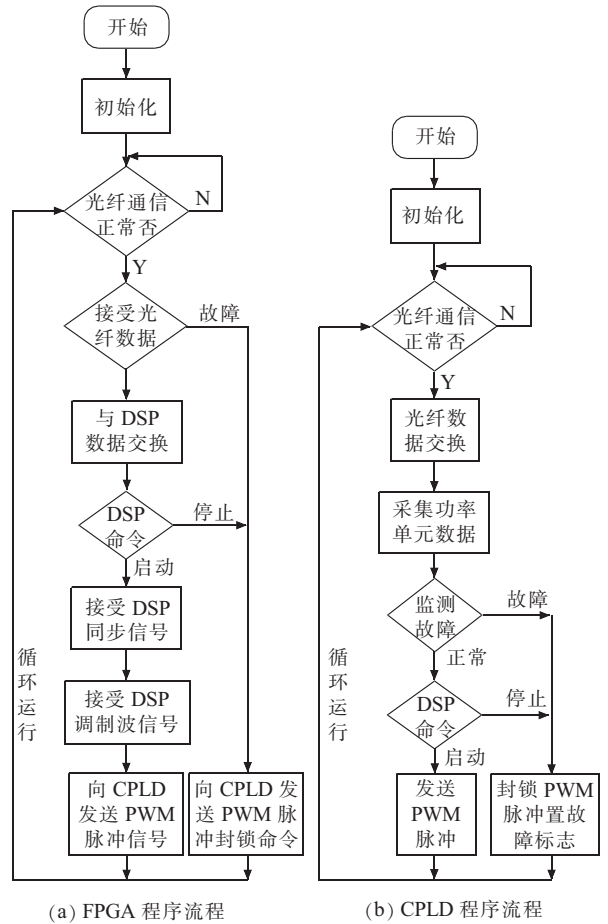 开始
初始化
光纤通信
正常否
N
Y
接受光
纤数据
故障
与 DSP
数据交换
DSP
命令
停止
启动
接受 DSP
同步信号
接受 DSP
调制波信号
向 CPLD
发送 PWM
脉冲信号
向 CPLD 发
送 PWM 脉
冲封锁命令
循
环
运
行
(a) FPGA 程序流程
开始
初始化
光纤通信
正常否
N
Y
光纤数
据交换
采集功率
单元数据
监测
故障
故障
正常
DSP
命令
停止
启动
发送
PWM
脉冲
封锁 PWM
脉冲置故
障标志
循
环
运
行
(b) CPLD 程序流程